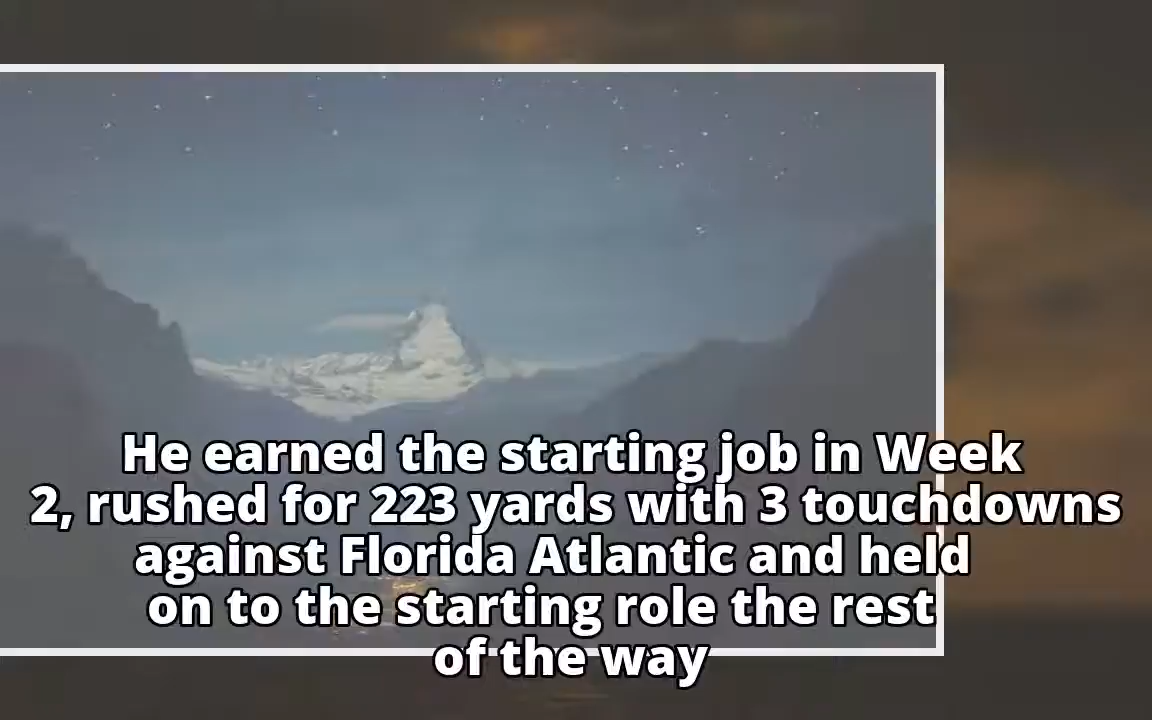 He earned the starting job in Week
2, rushed for 223 yards with 3 touchdowns
against Florida Atlantic and held
on to the starting role the rest
of the way